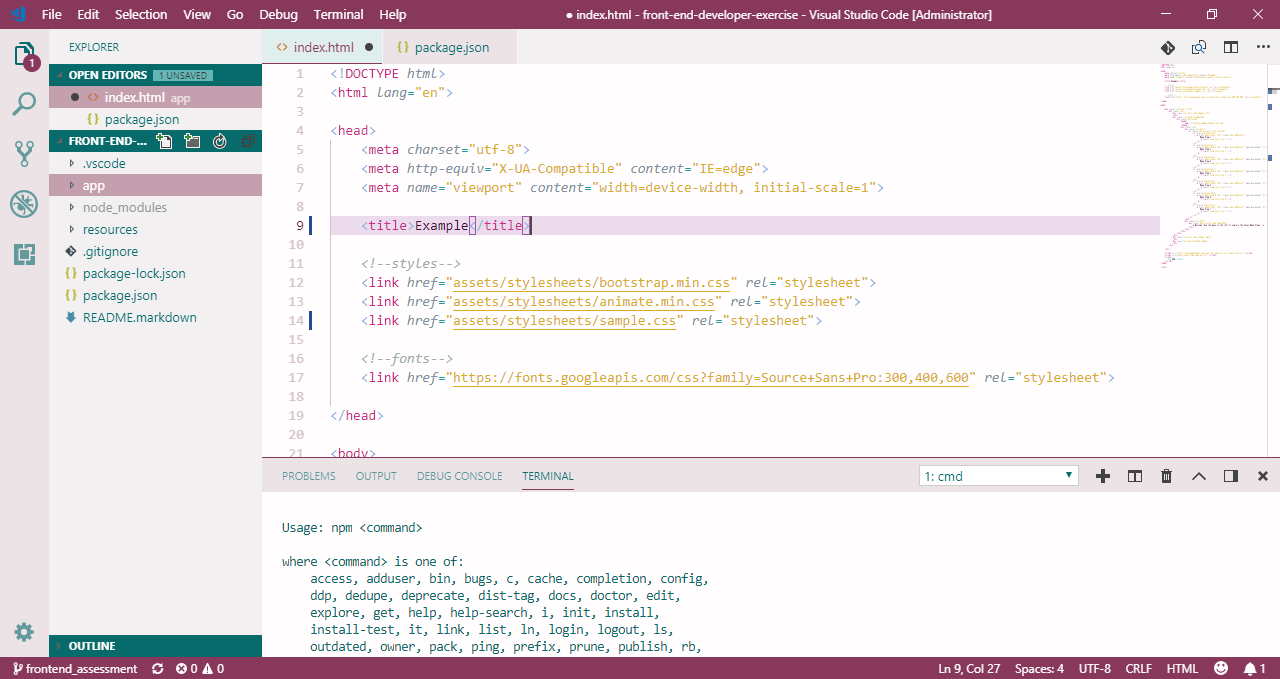 File Edit Selection View Go Debug Terminal Help
● index.html - front-end-developer-exercise - Visual Studio Code [Administrator]
1
EXPLORER
OPEN EDITORS 1 UNSAVED
● <> index.html app
{} package.json
FRONT-END-...
.vscode
app
node_modules
resources
.gitignore
{} package-lock.json
{} package.json
README.markdown
OUTLINE
<> index.html ●
{} package.json
1 <!DOCTYPE html>
2 <html lang="en">
3
4 <head>
5 <meta charset="utf-8">
6 <meta http-equiv="X-UA-Compatible" content="IE=edge">
7 <meta name="viewport" content="width=device-width, initial-scale=1">
8
9 <title>Example</title>
10
11 <!--styles-->
12 <link href="assets/stylesheets/bootstrap.min.css" rel="stylesheet">
13 <link href="assets/stylesheets/animate.min.css" rel="stylesheet">
14 <link href="assets/stylesheets/sample.css" rel="stylesheet">
15
16 <!--fonts-->
17 <link href="https://fonts.googleapis.com/css?family=Source+Sans+Pro:300,400,600" rel="stylesheet">
18
19 </head>
20
21 <body>
PROBLEMS OUTPUT DEBUG CONSOLE TERMINAL
1: cmd
Usage: npm <command>
where <command> is one of:
access, adduser, bin, bugs, c, cache, completion, config,
ddp, dedupe, deprecate, dist-tag, docs, doctor, edit,
explore, get, help, help-search, i, init, install,
install-test, it, link, list, ln, login, logout, ls,
outdated, owner, pack, ping, prefix, prune, publish, rb,
frontend_assessment 0 0 Ln 9, Col 27 Spaces: 4 UTF-8 CRLF HTML 1